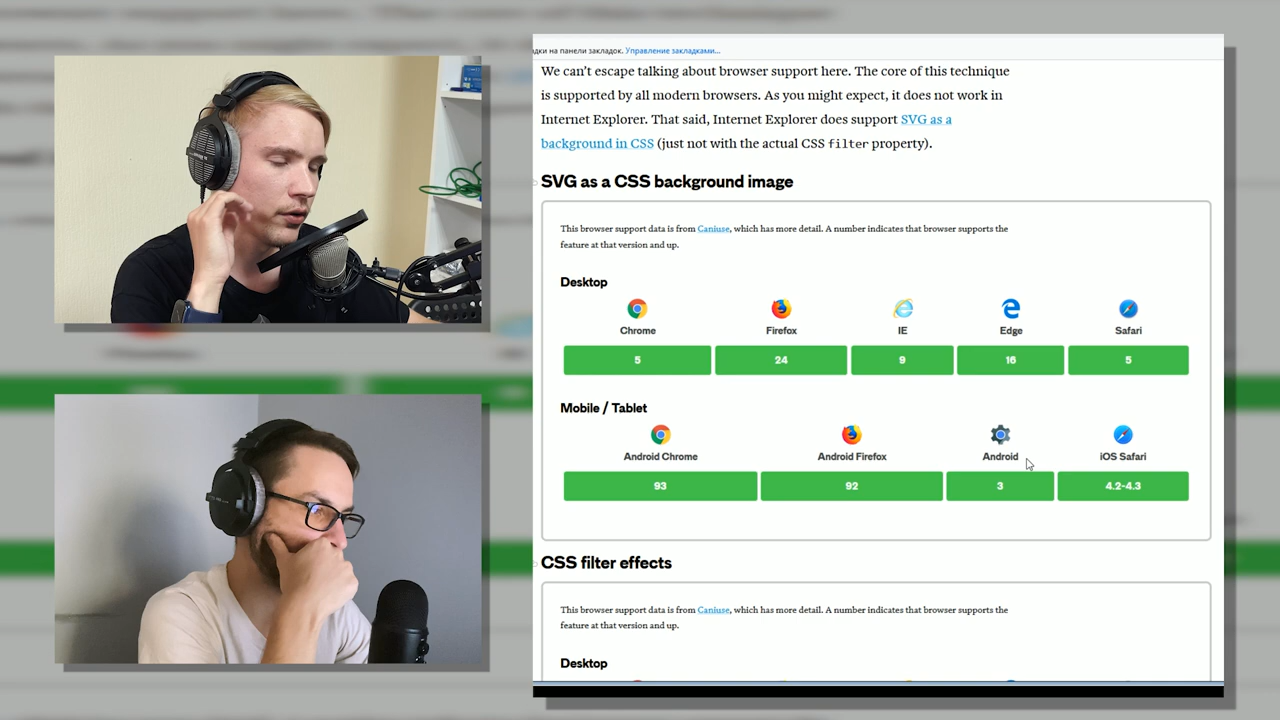 дки на панели закладок. Управление закладками...
We can't escape talking about browser support here. The core of this technique
is supported by all modern browsers. As you might expect, it does not work in
Internet Explorer. That said, Internet Explorer does support SVG as a
background in CSS (just not with the actual CSS filter property).
SVG as a CSS background image
This browser support data is from Caniuse, which has more detail. A number indicates that browser supports the
feature at that version and up.
Desktop
Chrome Firefox IE Edge Safari
5 24 9 16 5
Mobile / Tablet
Android Chrome Android Firefox Android iOS Safari
93 92 3 4.2-4.3
CSS filter effects
This browser support data is from Caniuse, which has more detail. A number indicates that browser supports the
feature at that version and up.
Desktop